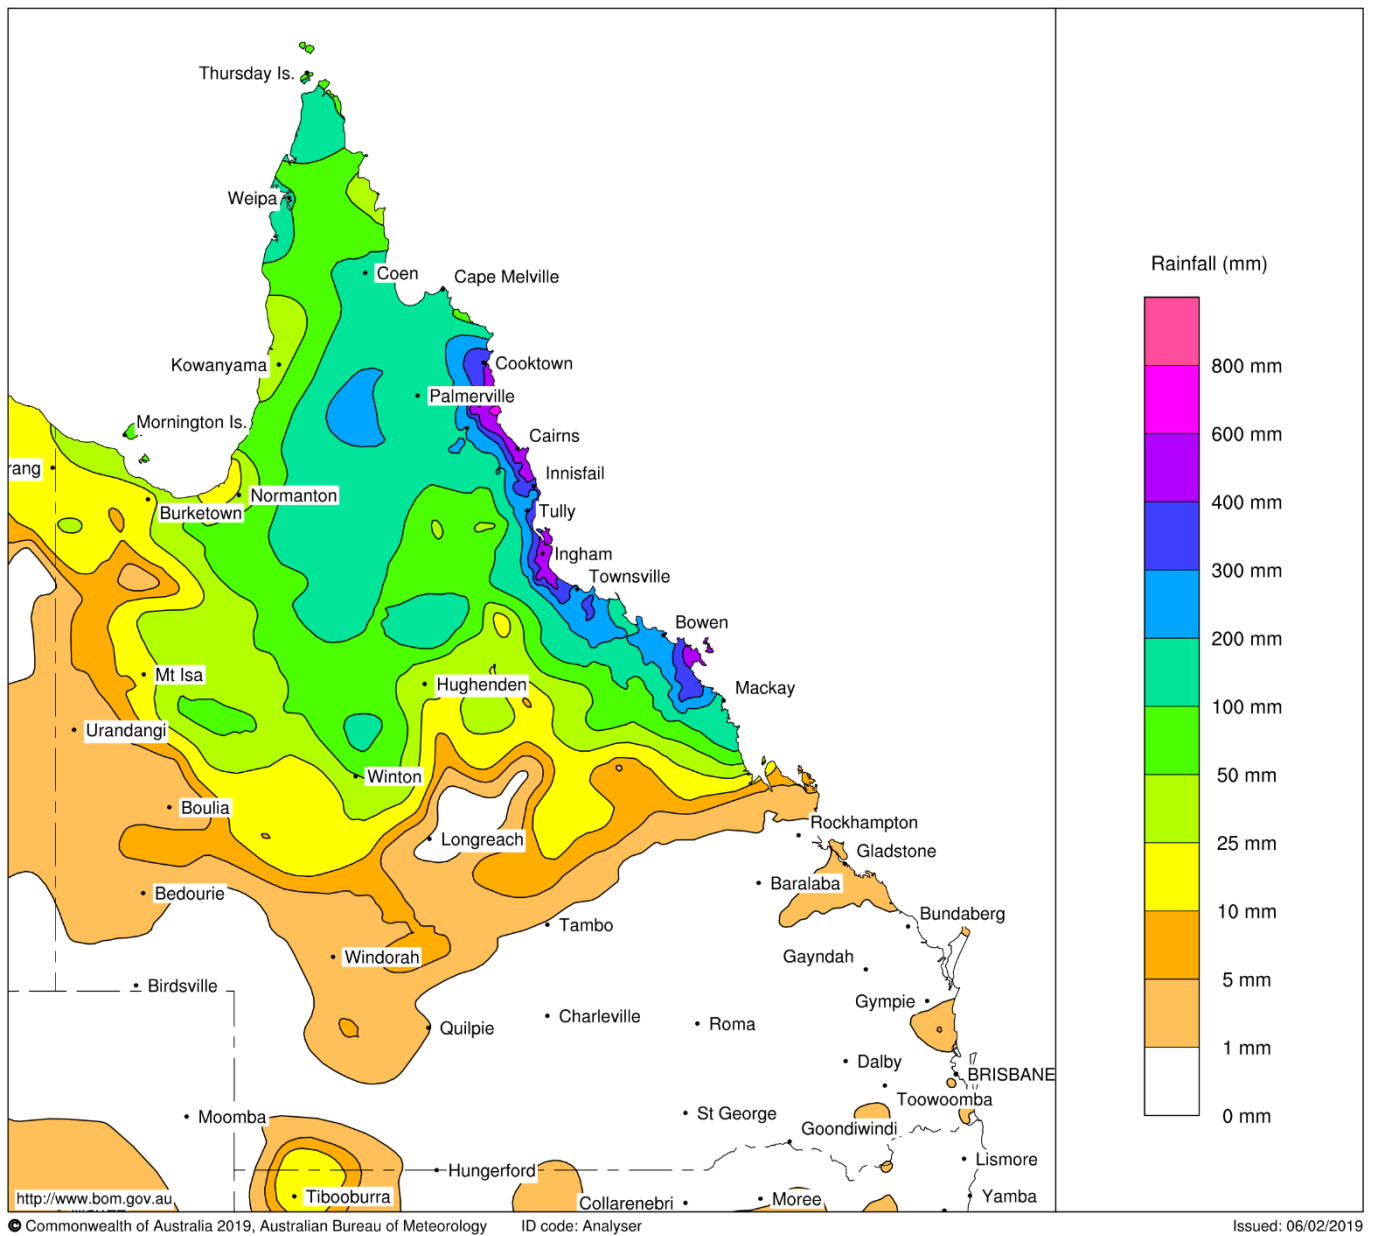 Thursday Is.
Weipa
Coen
Cape Melville
Rainfall (mm)
Kowanyama
Cooktown
800 mm
Palmerville
Mornington Is.
600 mm
Cairns
rang
Innisfail
Normanton
400 mm
Burketown
Tully
Ingham
300 mm
Townsville
Bowen
200 mm
Mt Isa
Hughenden
Mackay
100 mm
Urandangi
Winton
50 mm
Boulia
Rockhampton
Longreach
25 mm
Gladstone
Baralaba
Bedourie
10 mm
Bundaberg
Tambo
Windorah
Gayndah
5 mm
Birdsville
Gympie
Charleville
Roma
Quilpie
1 mm
Dalby
BRISBANE
Toowoomba
Moomba
St George
0 mm
Goondiwindi
Lismore
Hungerford
http://www.bom.gov.au
Tibooburra
Collarenebri
Moree
Yamba
© Commonwealth of Australia 2019, Australian Bureau of Meteorology
ID code: Analyser
Issued: 06/02/2019